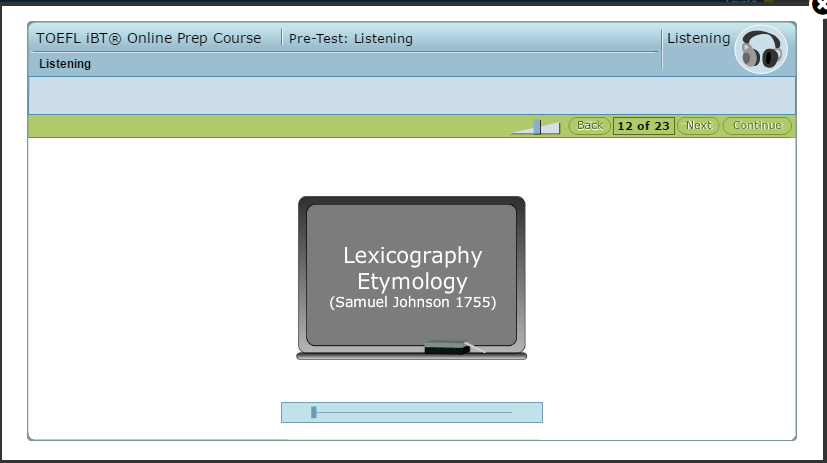 TOEFL iBT® Online Prep Course
Pre-Test: Listening
Listening
Listening
Back
12 of 23
Next
Continue
Lexicography
Etymology
(Samuel Johnson 1755)